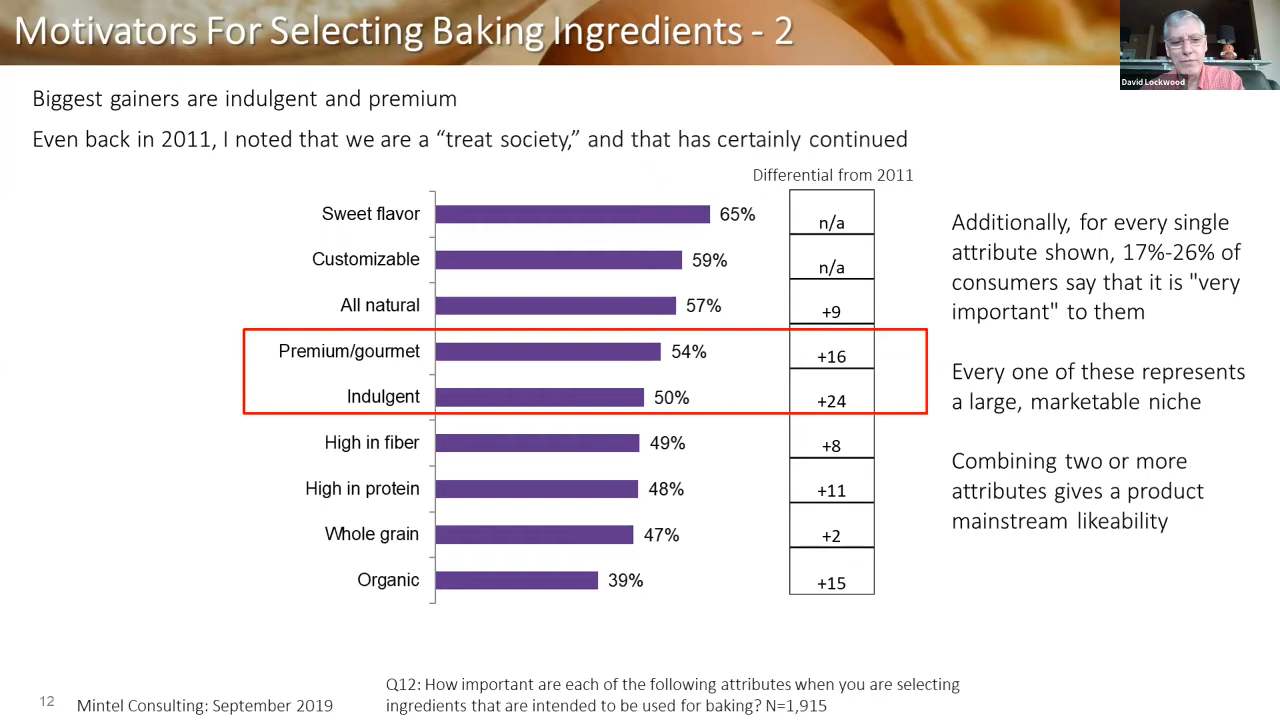 Motivators For Selecting Baking Ingredients - 2
David Lockwood
Biggest gainers are indulgent and premium
Even back in 2011, I noted that we are a “treat society,” and that has certainly continued
Differential from 2011
Sweet flavor 65% n/a
Customizable 59% n/a
All natural 57% +9
Premium/gourmet 54% +16
Indulgent 50% +24
High in fiber 49% +8
High in protein 48% +11
Whole grain 47% +2
Organic 39% +15
Additionally, for every single
attribute shown, 17%-26% of
consumers say that it is "very
important" to them
Every one of these represents
a large, marketable niche
Combining two or more
attributes gives a product
mainstream likeability
12 Mintel Consulting: September 2019
Q12: How important are each of the following attributes when you are selecting
ingredients that are intended to be used for baking? N=1,915